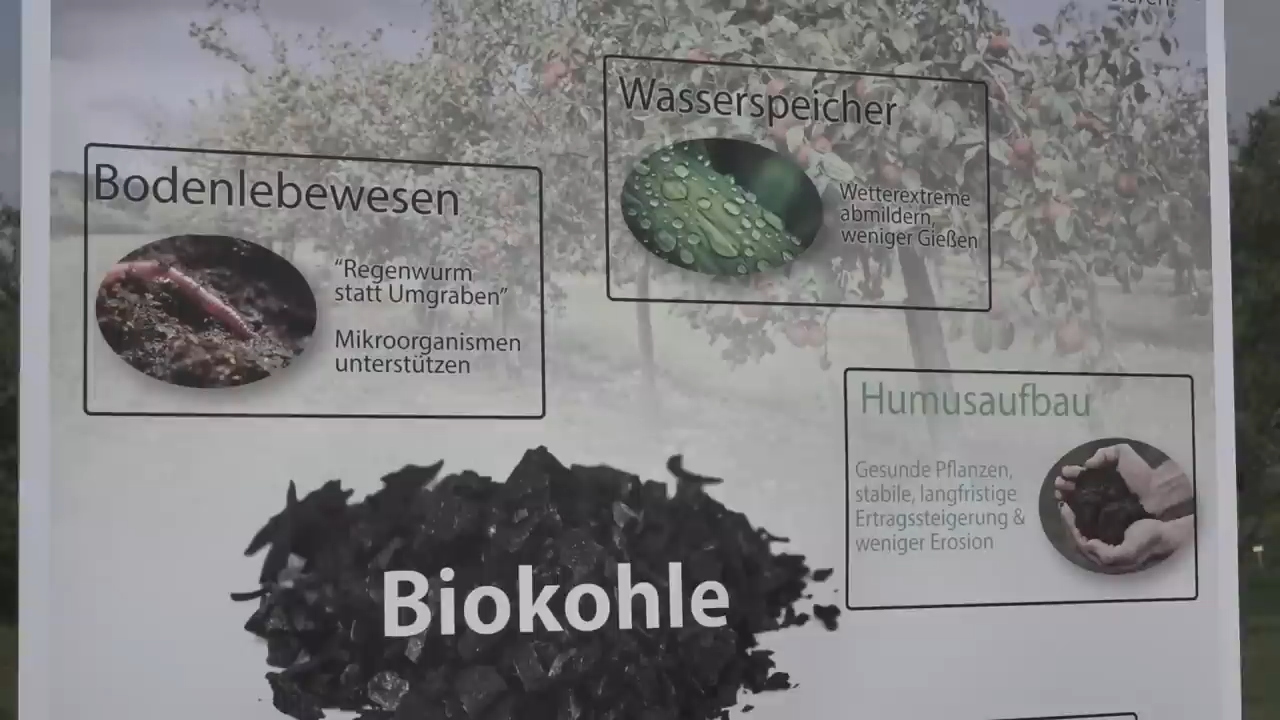 Wasserspeicher
Wetterextreme
abmildern,
weniger Gießen
Bodenlebewesen
"Regenwurm
statt Umgraben"
Mikroorganismen
unterstützen
Humusaufbau
Gesunde Pflanzen,
stabile, langfristige
Ertragssteigerung &
weniger Erosion
Biokohle